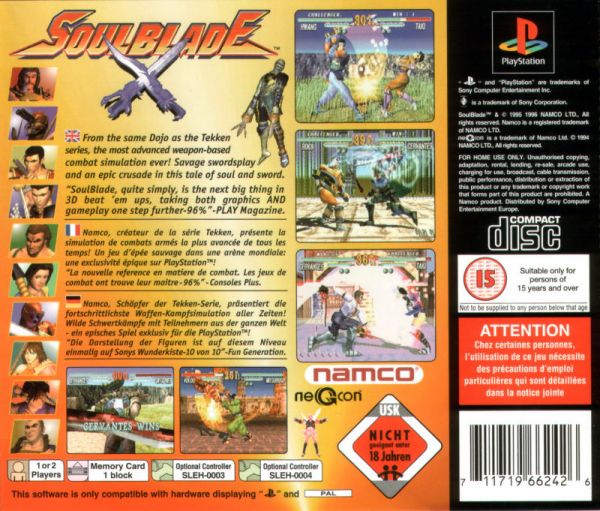 SOULBLADE™
From the same Dojo as the Tekken
series, the most advanced weapon-based
combat simulation ever! Savage swordsplay
and an epic crusade in this tale of soul and sword.
“SoulBlade, quite simply, is the next big thing in
3D beat 'em ups, taking both graphics AND
gameplay one step further-96%”-PLAY Magazine.
Namco, créateur de la série Tekken, présente la
simulation de combats armés la plus avancée de tous les
temps! Un jeu d'épée sauvage dans une arène mondiale:
une exclusivité épique sur PlayStation™!
“La nouvelle reference en matiere de combat. Les jeux de
combat ont trouve leur maitre-96%”-Consoles Plus.
Namco, Schöpfer der Tekken-Serie, präsentiert die
fortschrittlichste Waffen-Kampfsimulation aller Zeiten!
Wilde Schwertkämpfe mit Teilnehmern aus der ganzen Welt
- ein episches Spiel exklusiv für die PlayStation™!
“Die Darstellung der Figuren ist auf diesem Niveau
einmalig auf Sonys Wunderkiste-10 von 10”-Fun Generation.
CHALLENGER
WIN
HWANG
TAKI
CHALLENGER
WIN
ROCK
CERVANTES
CERVANTES
TAKI
CERVANTES WINS
namco
neGcon
USK
NICHT
geeignet unter
18 Jahren
1 or 2
Players
Memory Card
1 block
Optional Controller
SLEH-0003
Optional Controller
SLEH-0004
This software is only compatible with hardware displaying “ ” and PAL
PlayStation
“ ” and “PlayStation” are trademarks of
Sony Computer Entertainment Inc.
is a trademark of Sony Corporation.
SoulBlade™ & © 1995 1996 NAMCO LTD., All
rights reserved. Namco is a registered trademark
of NAMCO LTD.
neGcon is a trademark of Namco Ltd. © 1994
NAMCO LTD., All rights reserved.
FOR HOME USE ONLY. Unauthorised copying,
adaptation, rental, lending, re-sale, arcade use,
charging for use, broadcast, cable transmission,
public performance, distribution or extraction of
this product or any trademark or copyright work
that forms part of this product are prohibited. A
Namco product. Distributed by Sony Computer
Entertainment Europe.
COMPACT
disc
15
Suitable only for
persons of
15 years and over
Not to be supplied to any person below that age
ATTENTION
Chez certaines personnes,
l'utilisation de ce jeu nécessite
des précautions d'emploi
particulières qui sont détaillées
dans la notice jointe
7 11719 66242 6